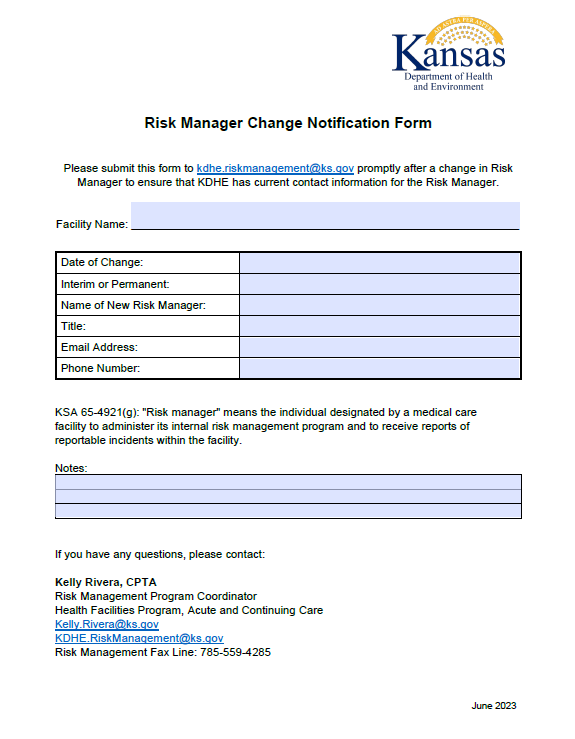 AD ASTRA PER ASPERA
Kansas
Department of Health
and Environment
Risk Manager Change Notification Form
Please submit this form to kdhe.riskmanagement@ks.gov promptly after a change in Risk
Manager to ensure that KDHE has current contact information for the Risk Manager.
Facility Name:
Date of Change:
Interim or Permanent:
Name of New Risk Manager:
Title:
Email Address:
Phone Number:
KSA 65-4921(g): "Risk manager" means the individual designated by a medical care
facility to administer its internal risk management program and to receive reports of
reportable incidents within the facility.
Notes:
If you have any questions, please contact:
Kelly Rivera, CPTA
Risk Management Program Coordinator
Health Facilities Program, Acute and Continuing Care
Kelly.Rivera@ks.gov
KDHE.RiskManagement@ks.gov
Risk Management Fax Line: 785-559-4285
June 2023